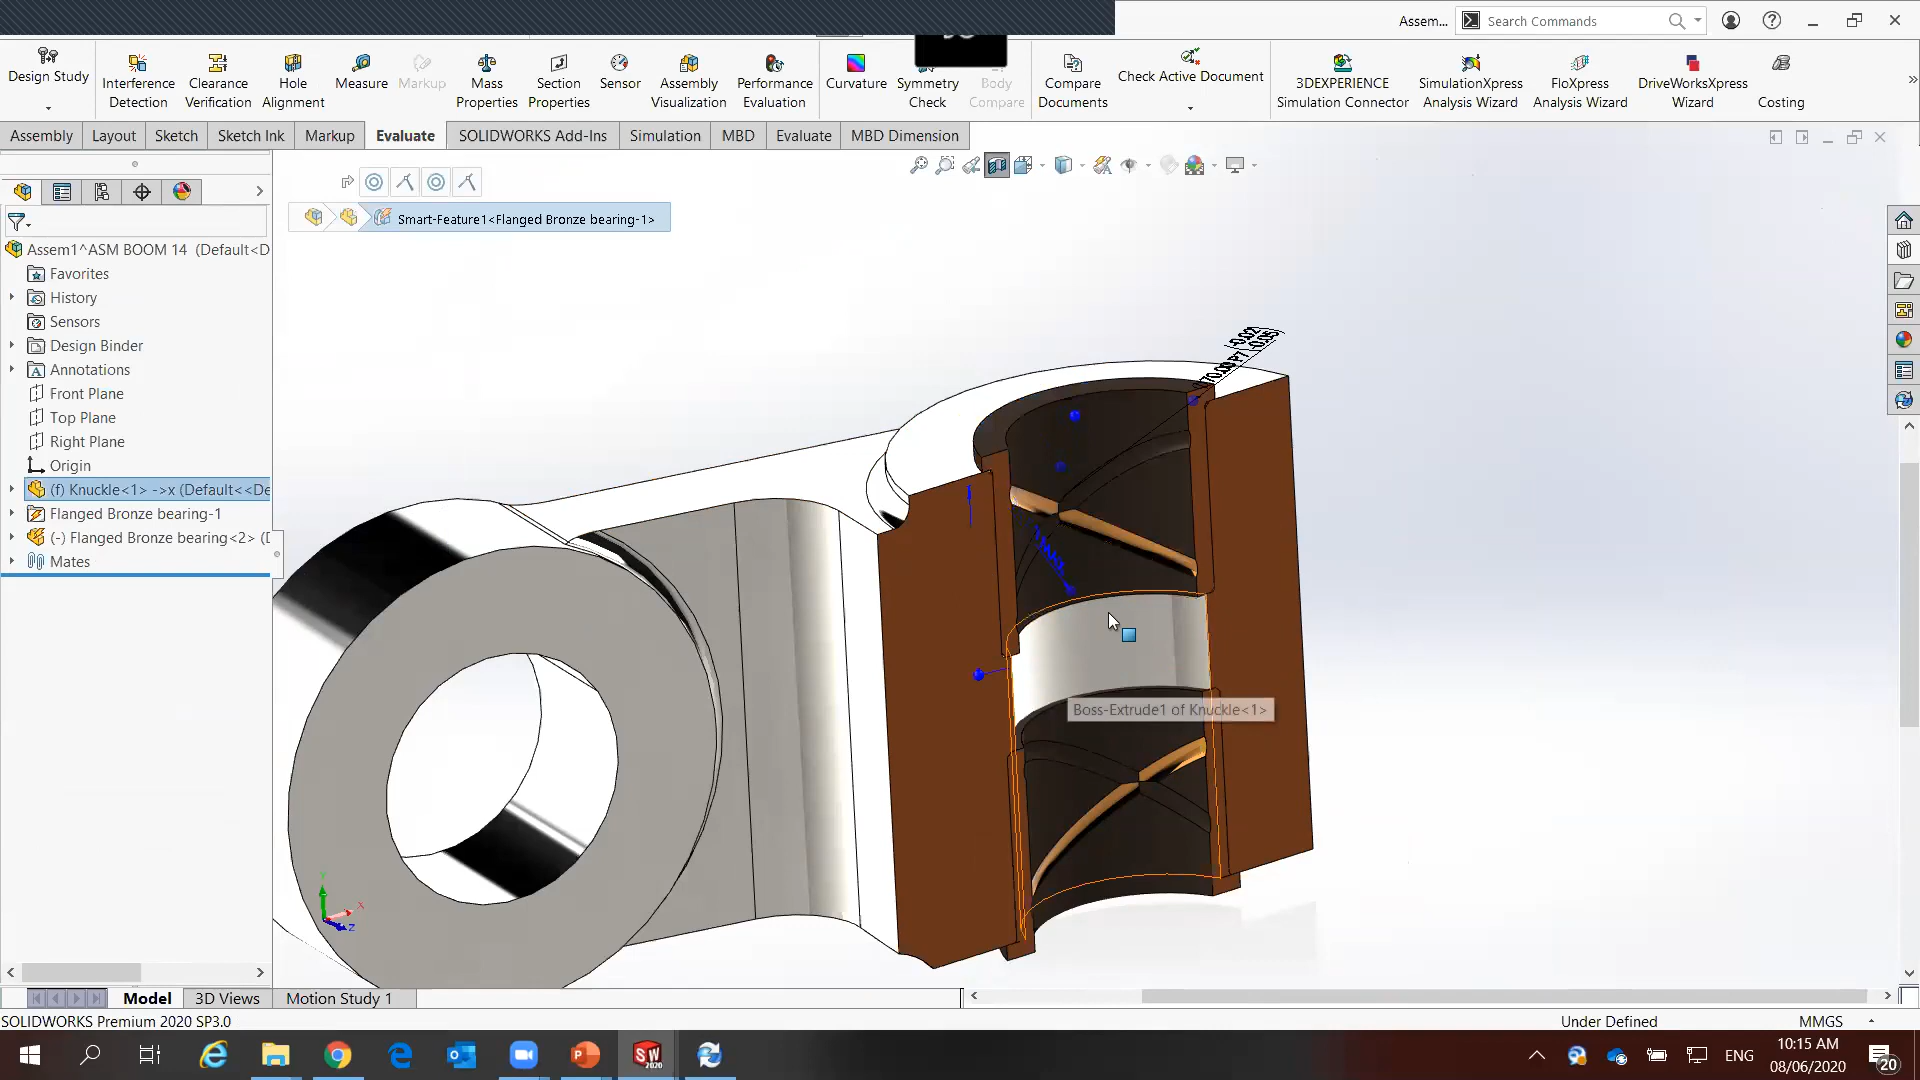 Assem...
Search Commands
Design Study
Interference Detection
Clearance Verification
Hole Alignment
Measure
Markup
Mass Properties
Section Properties
Sensor
Assembly Visualization
Performance Evaluation
Curvature
Symmetry Check
Body Compare
Compare Documents
Check Active Document
3DEXPERIENCE Simulation Connector
SimulationXpress Analysis Wizard
FloXpress Analysis Wizard
DriveWorksXpress Wizard
Costing
Assembly
Layout
Sketch
Sketch Ink
Markup
Evaluate
SOLIDWORKS Add-Ins
Simulation
MBD
Evaluate
MBD Dimension
Smart-Feature1<Flanged Bronze bearing-1>
Assem1^ASM BOOM 14 (Default<D
Favorites
History
Sensors
Design Binder
Annotations
Front Plane
Top Plane
Right Plane
Origin
(f) Knuckle<1> ->x (Default<<De
Flanged Bronze bearing-1
(-) Flanged Bronze bearing<2> (D
Mates
Boss-Extrude1 of Knuckle<1>
Y
X
Z
Model
3D Views
Motion Study 1
SOLIDWORKS Premium 2020 SP3.0
Under Defined
MMGS
ENG
10:15 AM
08/06/2020
20